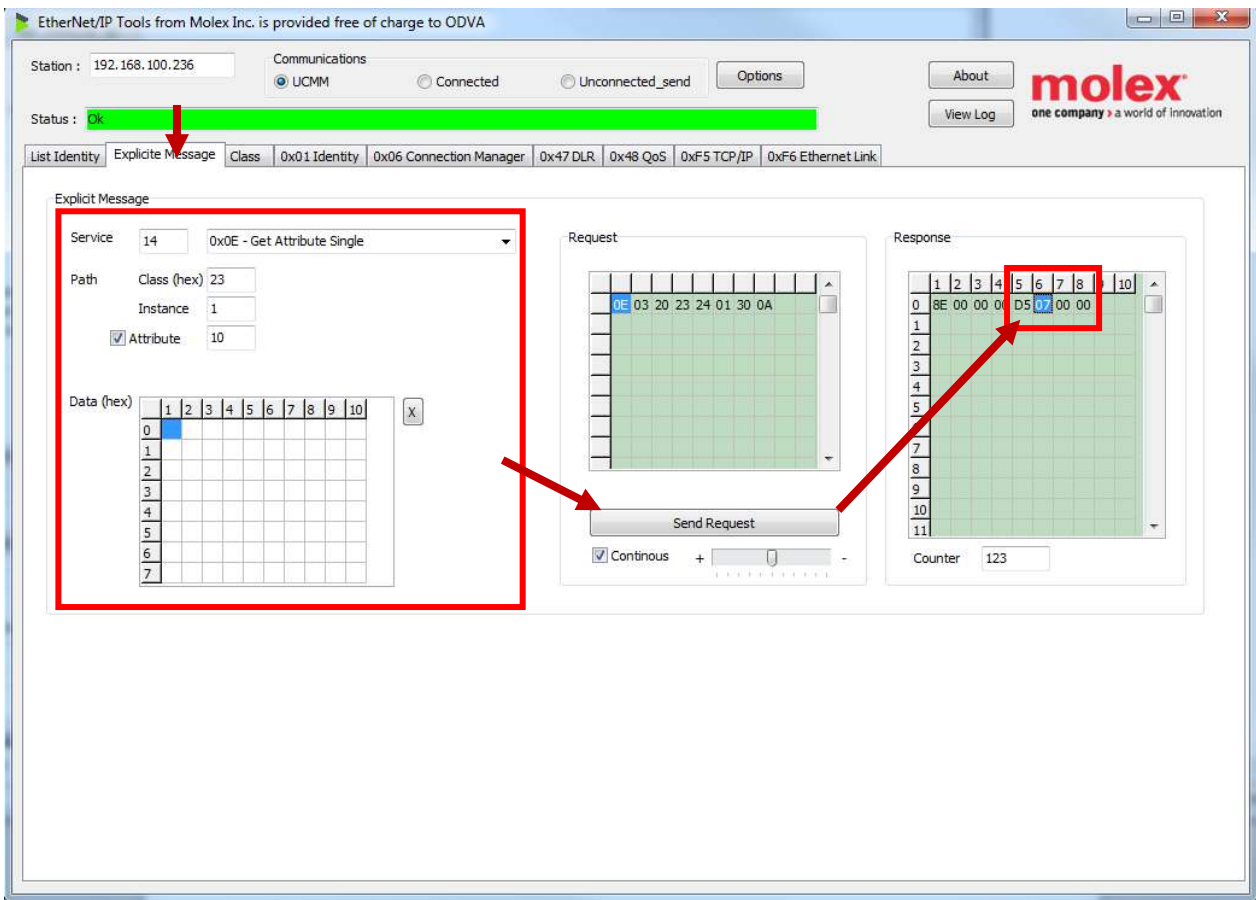 EtherNet/IP Tools from Molex Inc. is provided free of charge to ODVA
Station : 192.168.100.236
Communications
UCMM Connected Unconnected_send Options About
molex
one company > a world of innovation
Status : Ok View Log
List Identity Explicite Message Class 0x01 Identity 0x06 Connection Manager 0x47 DLR 0x48 QoS 0xF5 TCP/IP 0xF6 Ethernet Link
Explicit Message
Service 14 0x0E - Get Attribute Single
Path Class (hex) 23
Instance 1
Attribute 10
Data (hex)
1 2 3 4 5 6 7 8 9 10
0
1
2
3
4
5
6
7
X
Request
0E 03 20 23 24 01 30 0A
Send Request
Continous + -
Response
1 2 3 4 5 6 7 8 10
0 8E 00 00 00 D5 07 00 00
1
2
3
4
5
7
8
9
10
11
Counter 123